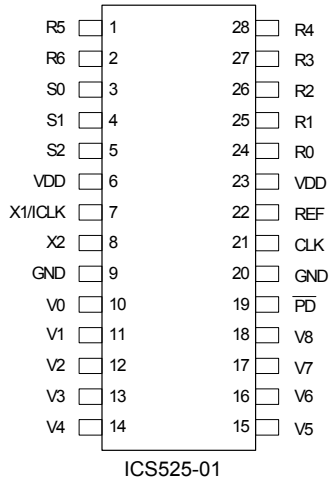 R5 1 28 R4
R6 2 27 R3
S0 3 26 R2
S1 4 25 R1
S2 5 24 R0
VDD 6 23 VDD
X1/ICLK 7 22 REF
X2 8 21 CLK
GND 9 20 GND
V0 10 19 PD
V1 11 18 V8
V2 12 17 V7
V3 13 16 V6
V4 14 15 V5
ICS525-01